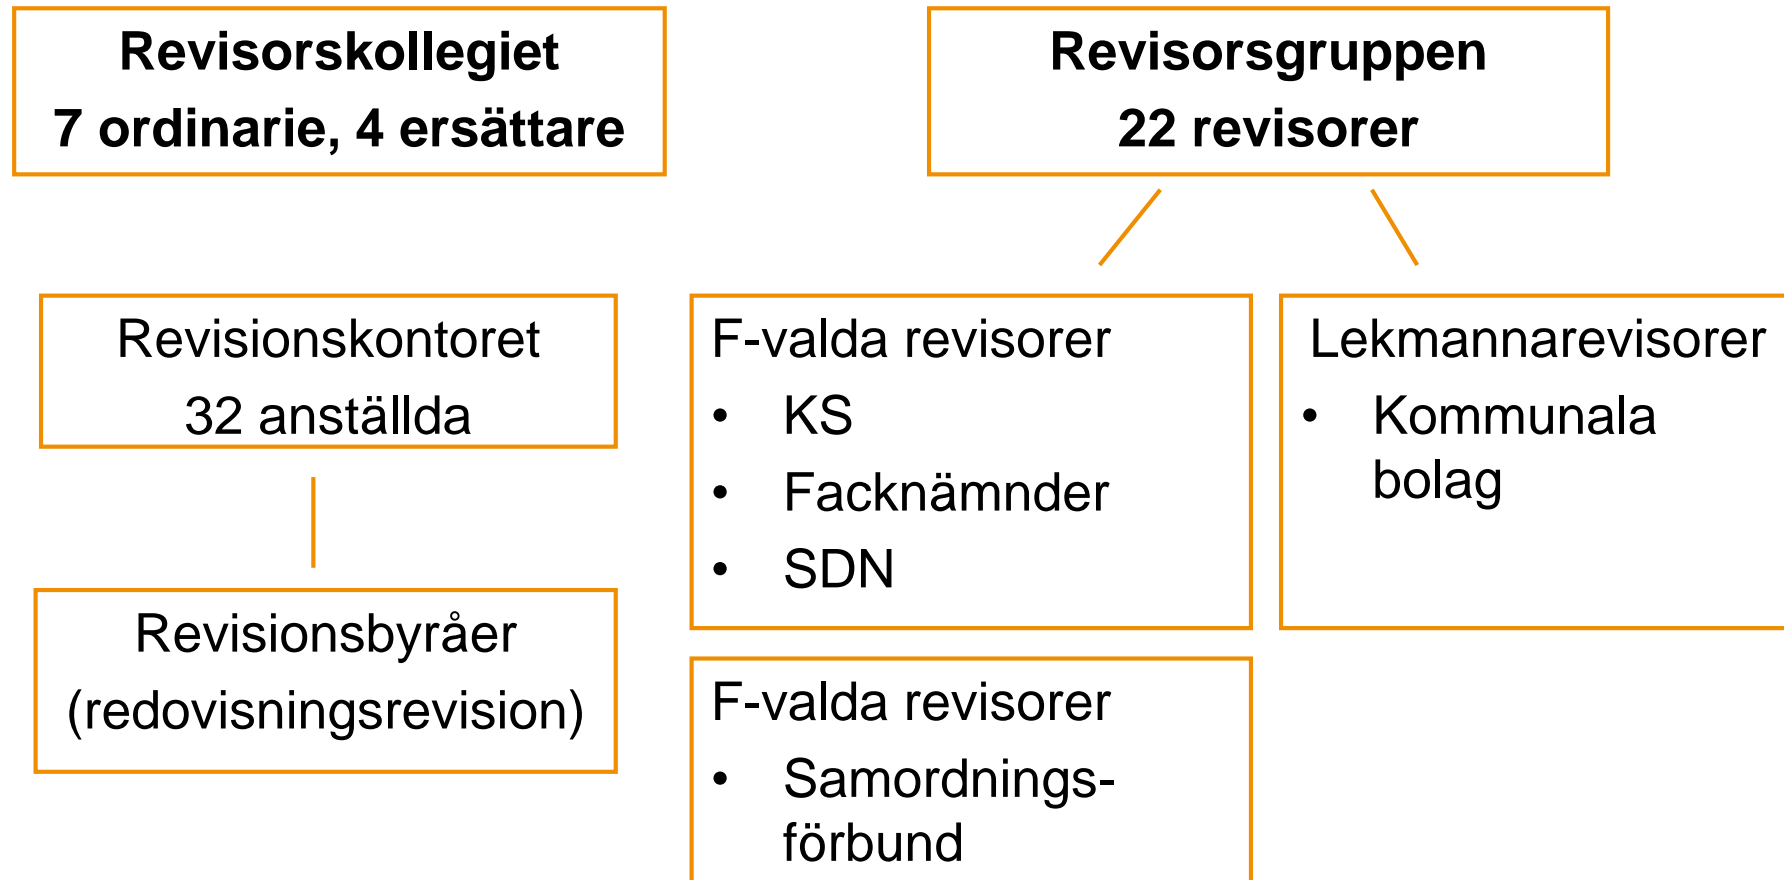 Revisorskollegiet
7 ordinarie, 4 ersättare
Revisorsgruppen
22 revisorer
Revisionskontoret
32 anställda
Revisionsbyråer
(redovisningsrevision)
F-valda revisorer
• KS
• Facknämnder
• SDN
Lekmannarevisorer
• Kommunala
bolag
F-valda revisorer
• Samordnings-
förbund